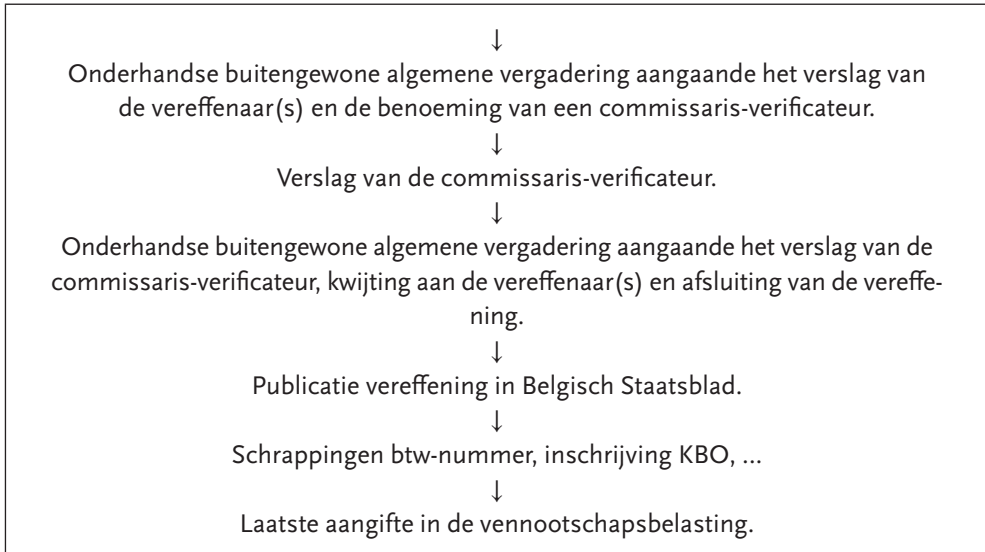 ↓
Onderhandse buitengewone algemene vergadering aangaande het verslag van
de vereffenaar(s) en de benoeming van een commissaris-verificateur.
↓
Verslag van de commissaris-verificateur.
↓
Onderhandse buitengewone algemene vergadering aangaande het verslag van de
commissaris-verificateur, kwijting aan de vereffenaar(s) en afsluiting van de vereffe-
ning.
↓
Publicatie vereffening in Belgisch Staatsblad.
↓
Schrappingen btw-nummer, inschrijving KBO, ...
↓
Laatste aangifte in de vennootschapsbelasting.